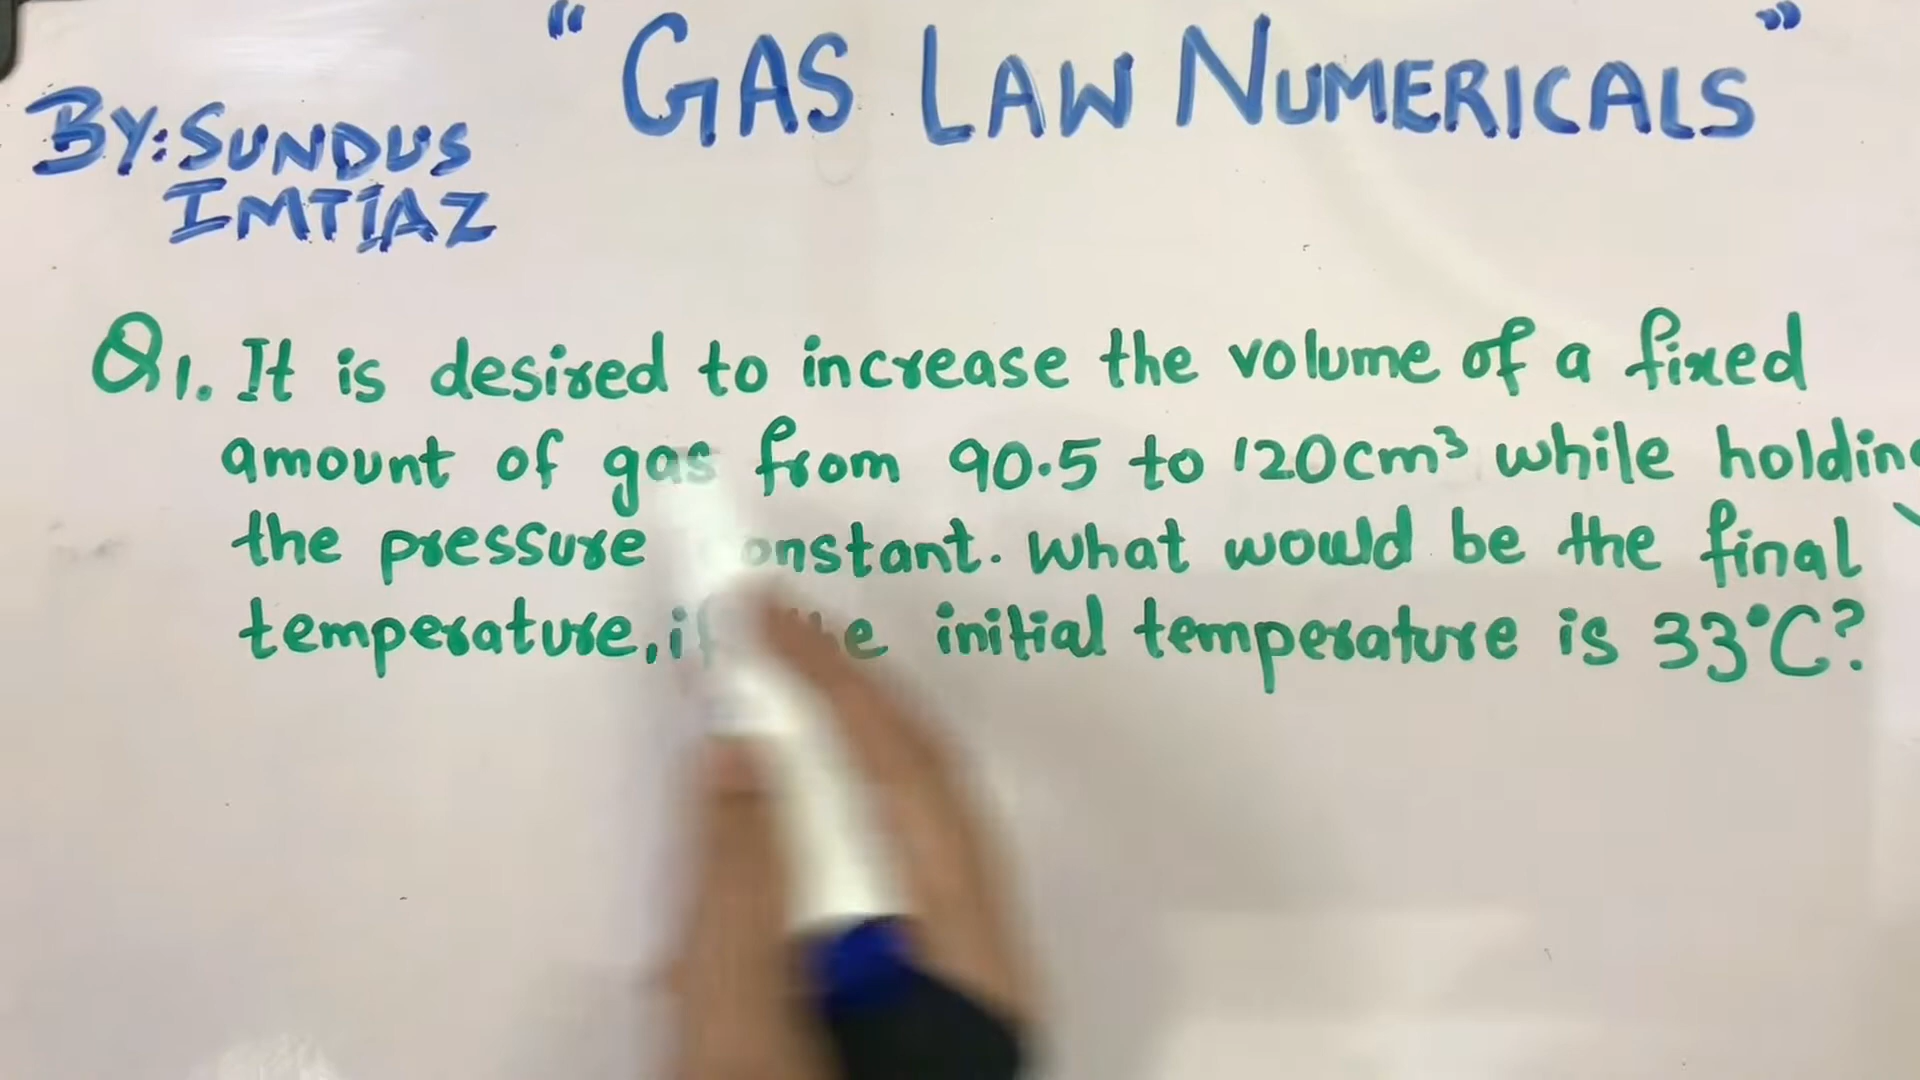 “GAS LAW NUMERICALS”
BY: SUNDUS
IMTIAZ
Q1. It is desired to increase the volume of a fixed
amount of gas from 90.5 to 120cm³ while holdin
the pressure onstant. What would be the final
temperature, if e initial temperature is 33°C?